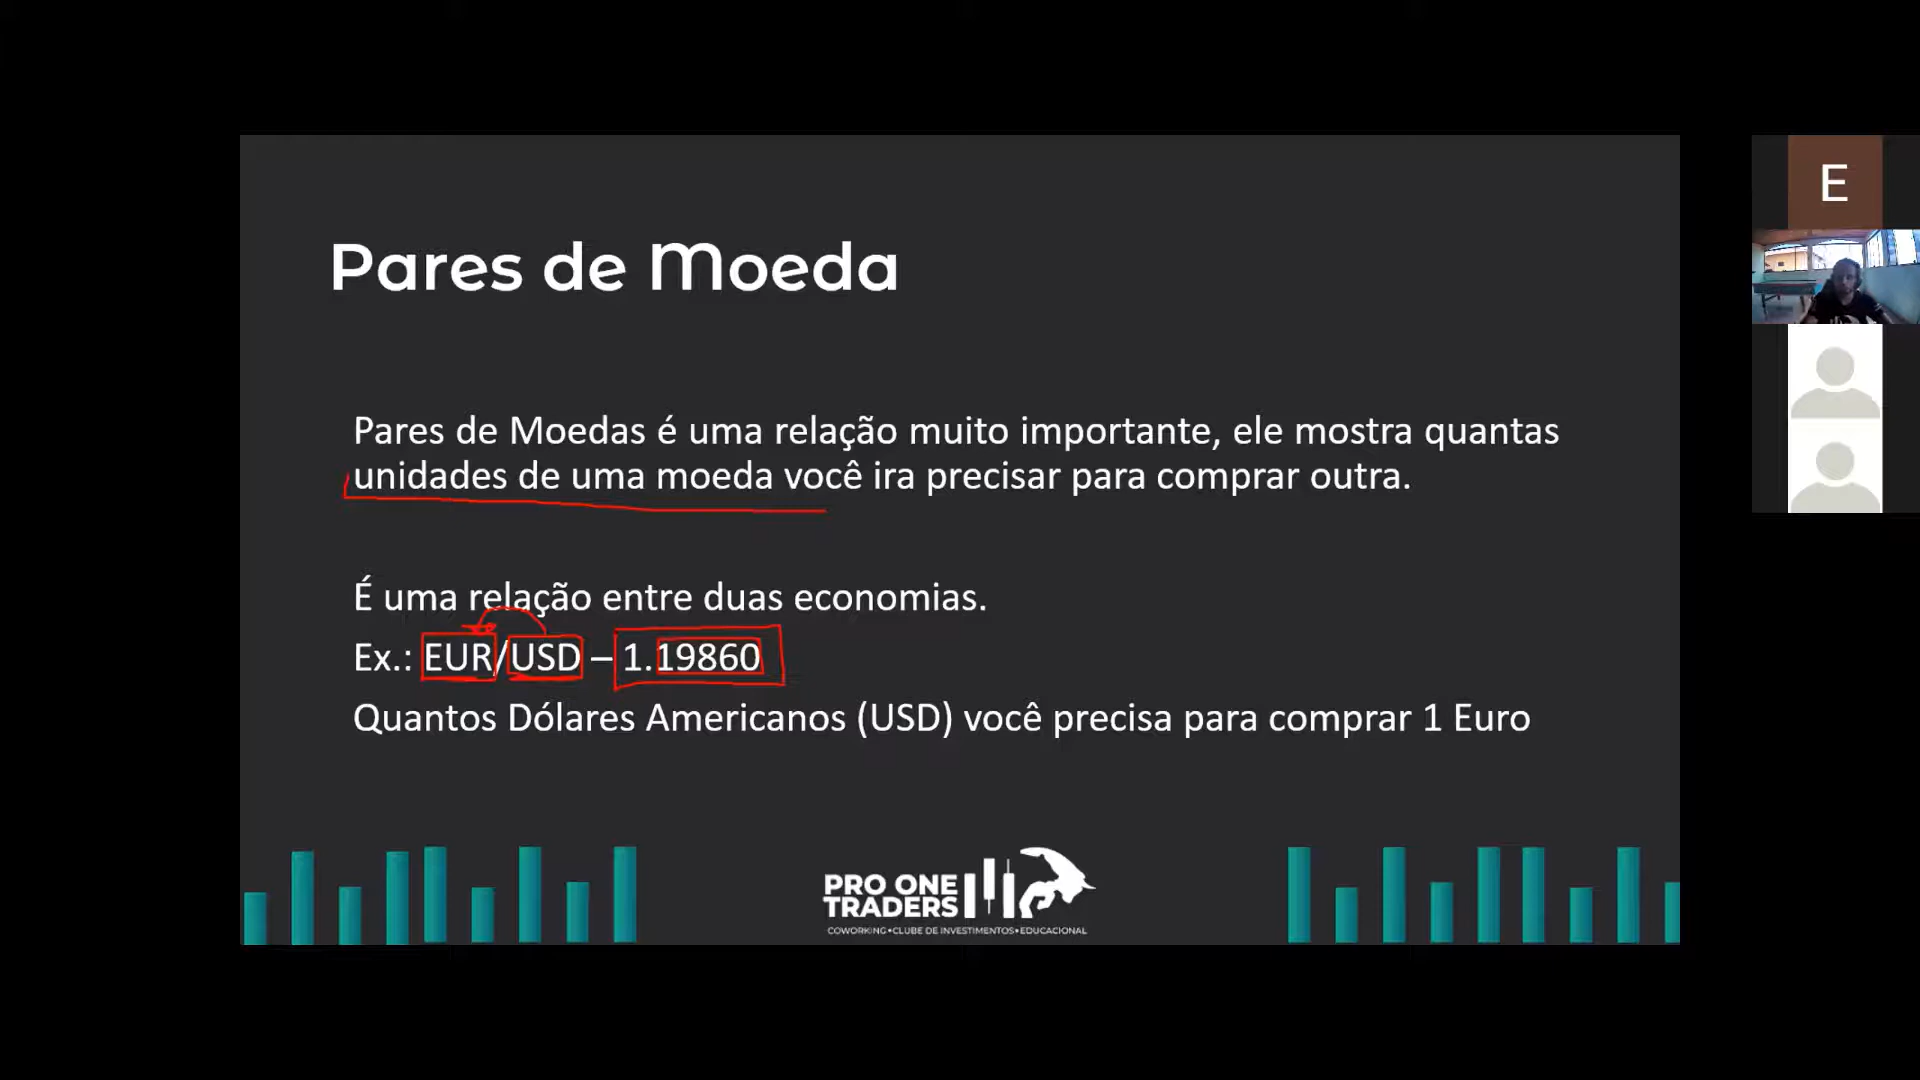 Pares de Moeda
Pares de Moedas é uma relação muito importante, ele mostra quantas
unidades de uma moeda você ira precisar para comprar outra.
É uma relação entre duas economias.
Ex.: EUR/USD – 1.19860
Quantos Dólares Americanos (USD) você precisa para comprar 1 Euro
PRO ONE
TRADERS
COWORKING•CLUBE DE INVESTIMENTOS•EDUCACIONAL
E